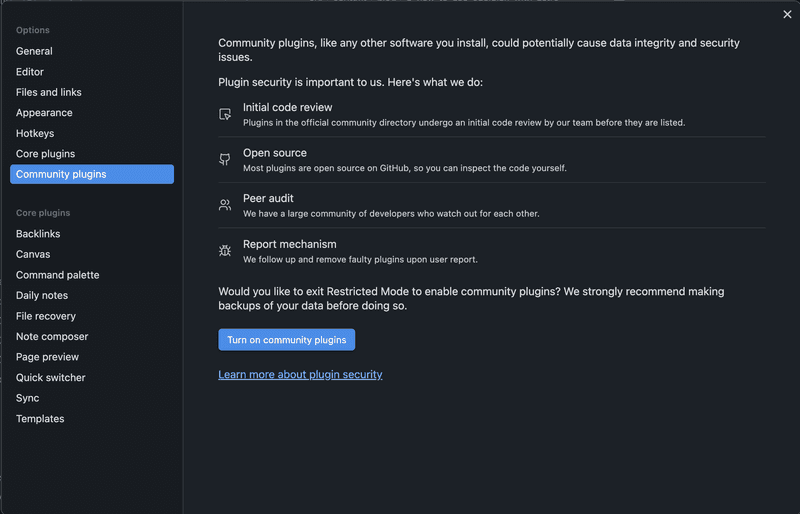 Options
General
Editor
Files and links
Appearance
Hotkeys
Core plugins
Community plugins
Core plugins
Backlinks
Canvas
Command palette
Daily notes
File recovery
Note composer
Page preview
Quick switcher
Sync
Templates
Community plugins, like any other software you install, could potentially cause data integrity and security
issues.
Plugin security is important to us. Here's what we do:
Initial code review
Plugins in the official community directory undergo an initial code review by our team before they are listed.
Open source
Most plugins are open source on GitHub, so you can inspect the code yourself.
Peer audit
We have a large community of developers who watch out for each other.
Report mechanism
We follow up and remove faulty plugins upon user report.
Would you like to exit Restricted Mode to enable community plugins? We strongly recommend making
backups of your data before doing so.
Turn on community plugins
Learn more about plugin security